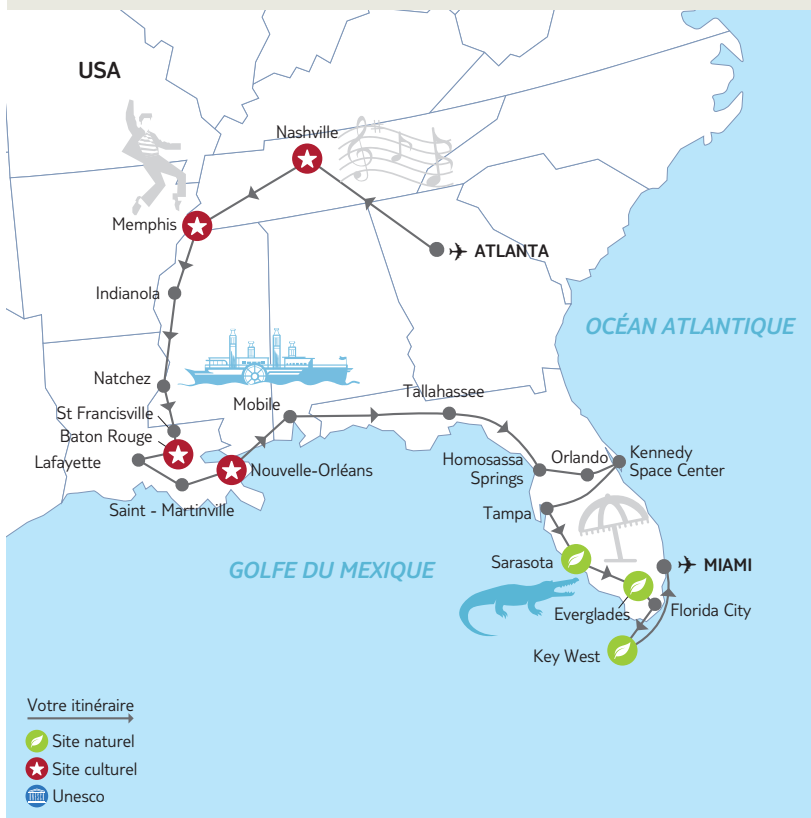 USA
Nashville
Memphis
ATLANTA
Indianola
OCÉAN ATLANTIQUE
Natchez
Tallahassee
St Francisville
Mobile
Baton Rouge
Lafayette
Nouvelle-Orléans
Homosassa
Springs
Orlando
Kennedy
Space Center
Saint - Martinville
Tampa
GOLFE DU MEXIQUE
Sarasota
MIAMI
Everglades
Florida City
Key West
Votre itinéraire
Site naturel
Site culturel
Unesco